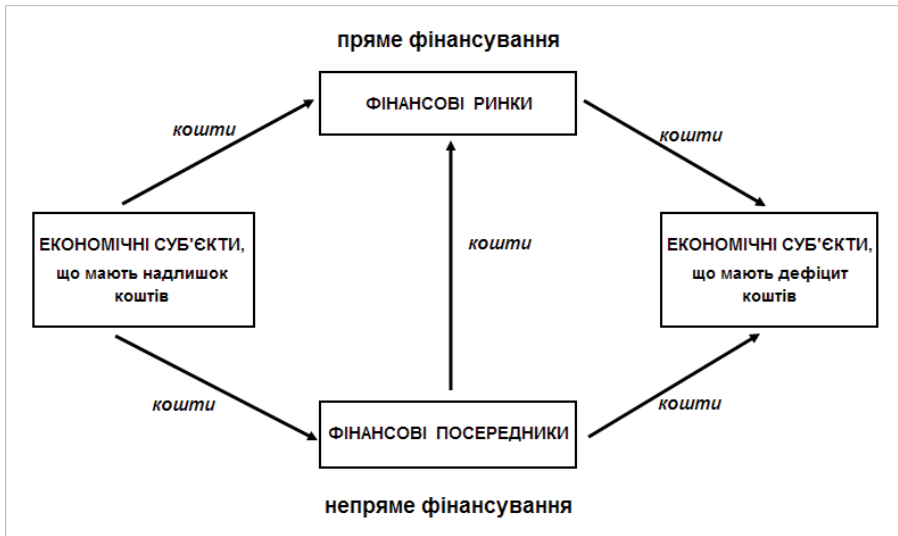 пряме фінансування
ФІНАНСОВІ РИНКИ
кошти
кошти
ЕКОНОМІЧНІ СУБ'ЄКТИ,
що мають надлишок
коштів
кошти
ЕКОНОМІЧНІ СУБ'ЄКТИ,
що мають дефіцит
коштів
кошти
кошти
ФІНАНСОВІ ПОСЕРЕДНИКИ
непряме фінансування